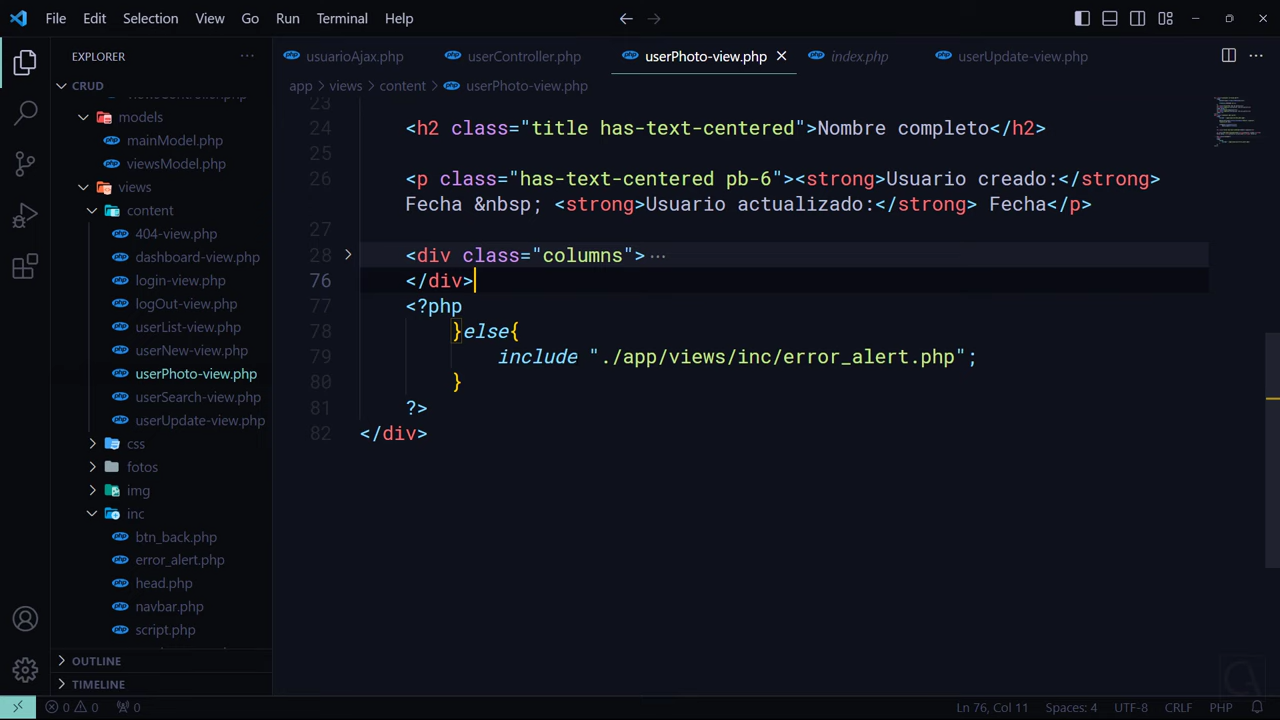 File Edit Selection View Go Run Terminal Help
EXPLORER
CRUD
models
mainModel.php
viewsModel.php
views
content
404-view.php
dashboard-view.php
login-view.php
logOut-view.php
userList-view.php
userNew-view.php
userPhoto-view.php
userSearch-view.php
userUpdate-view.php
css
fotos
img
inc
btn_back.php
error_alert.php
head.php
navbar.php
script.php
OUTLINE
TIMELINE
usuarioAjax.php userController.php userPhoto-view.php index.php userUpdate-view.php
app > views > content > userPhoto-view.php
23
24 <h2 class="title has-text-centered">Nombre complito</h2>
25
26 <p class="has-text-centered pb-6"><strong>Usuario creado:</strong>
Fecha &nbsp; <strong>Usuario actualizado:</strong> Fecha</p>
27
28 <div class="columns">
76 </div>
77 <?php
78 }else{
79 include "./app/views/inc/error_alert.php";
80 }
81 ?>
82 </div>
0 0 0 Ln 76, Col 11 Spaces: 4 UTF-8 CRLF PHP